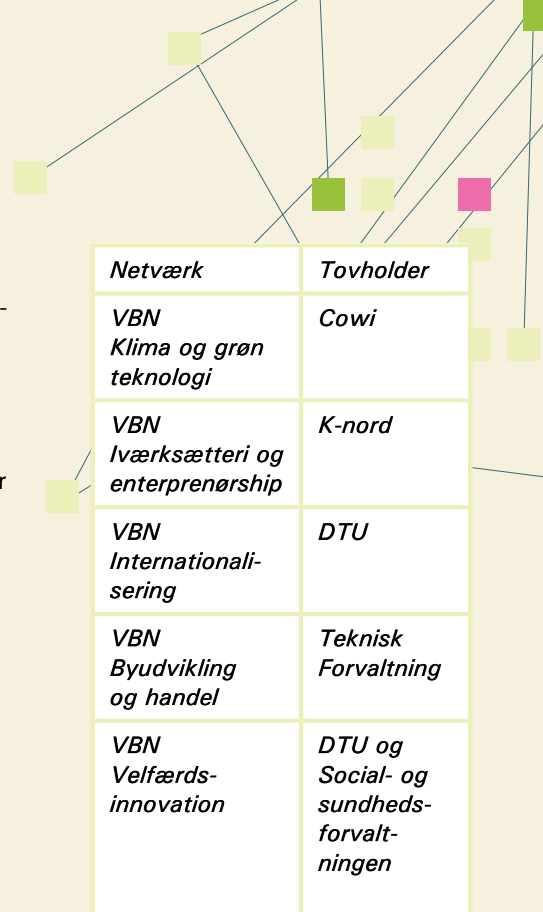 Netværk Tovholder
-
VBN Cowi
Klima og grøn
teknologi
VBN K-nord
Iværksætteri og
enterprenørship
r
VBN DTU
Internationali-
sering
VBN Teknisk
Byudvikling Forvaltning
og handel
VBN DTU og
Velfærds- Social- og
innovation sundheds-
forvalt-
ningen